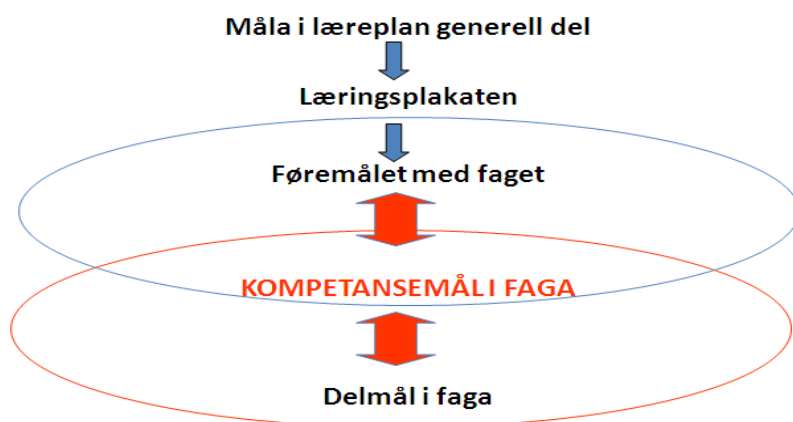 Måla i læreplan generell del
Læringsplakaten
Føremålet med faget
KOMPETANSEMÅL I FAGA
Delmål i faga